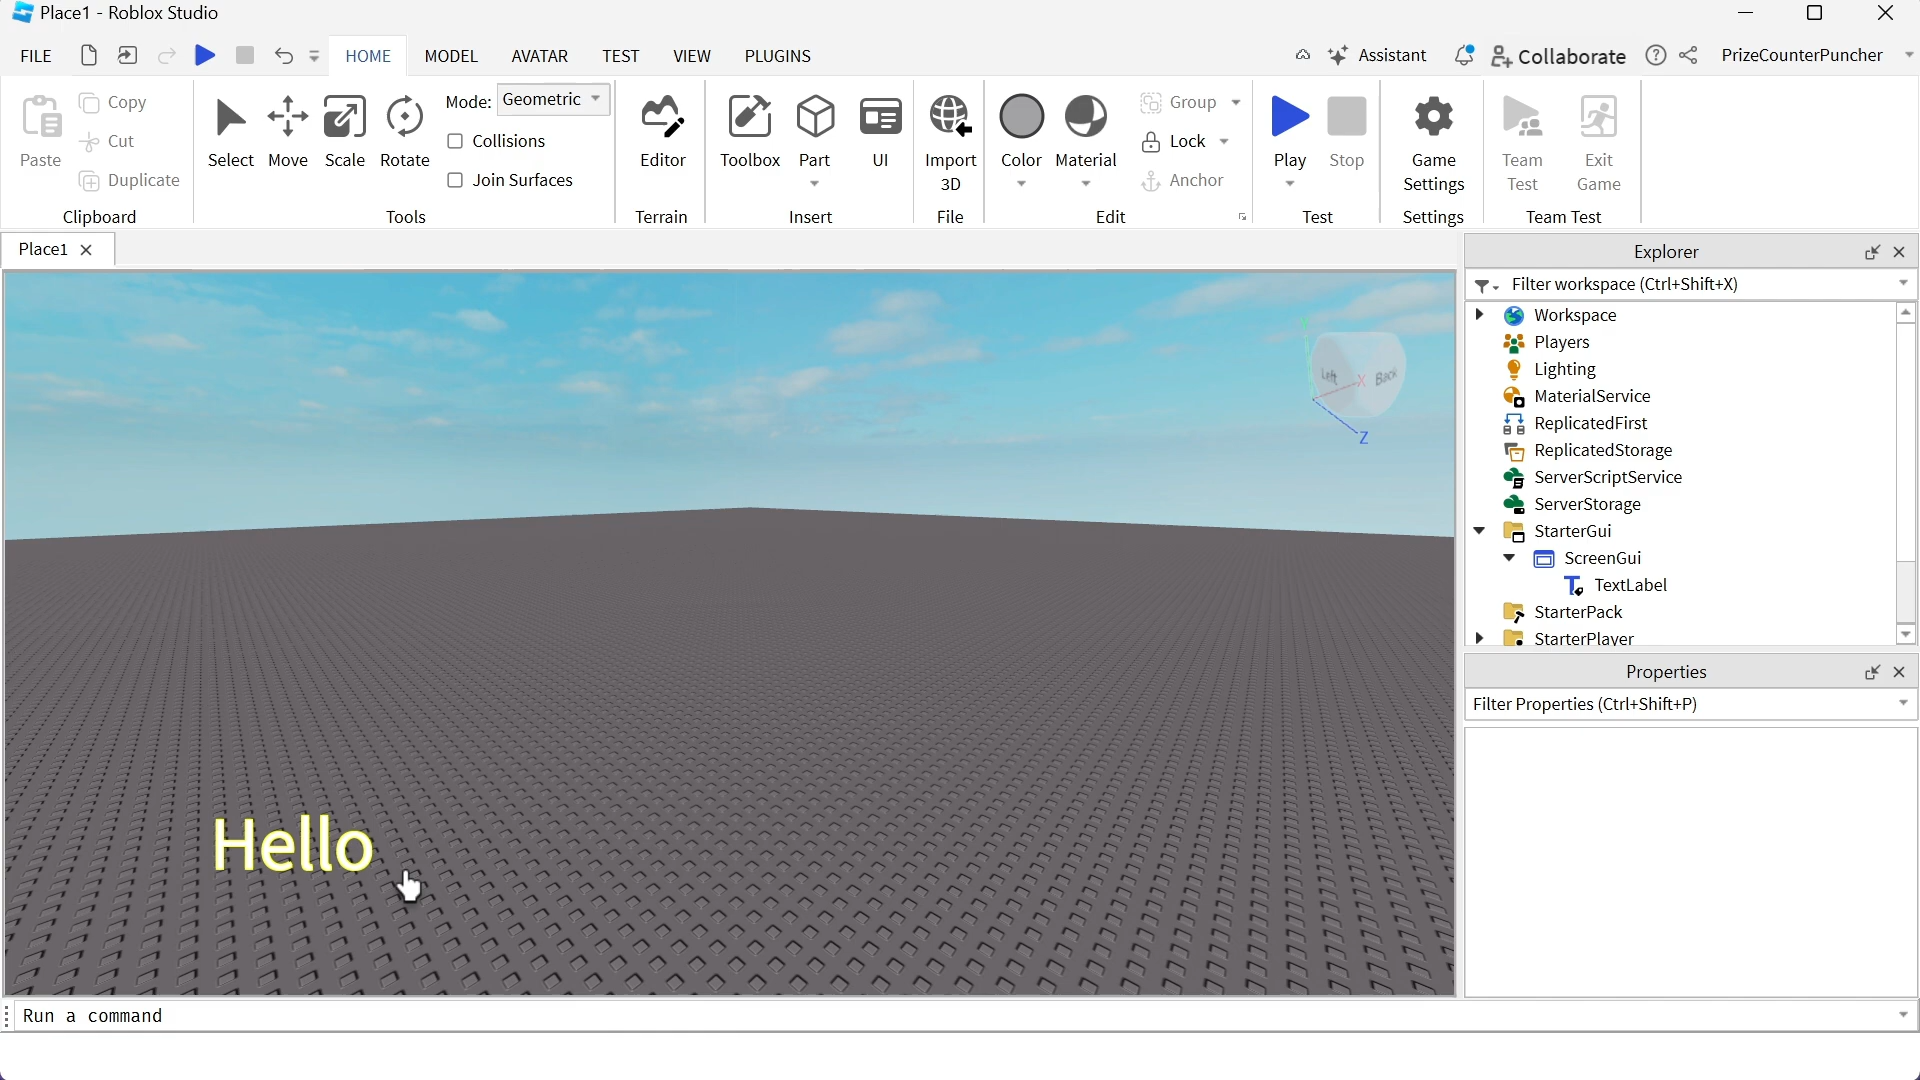 Place1 - Roblox Studio
FILE HOME MODEL AVATAR TEST VIEW PLUGINS Assistant Collaborate PrizeCounterPuncher
Paste
Copy
Cut
Duplicate
Clipboard
Select Move Scale Rotate
Mode: Geometric
Collisions
Join Surfaces
Tools
Editor
Terrain
Toolbox Part UI
Insert
Import
3D
File
Color Material
Group
Lock
Anchor
Edit
Play Stop
Test
Game
Settings
Settings
Team
Test
Exit
Game
Team Test
Place1
Y
Left
X
Back
Z
Hello
Explorer
Filter workspace (Ctrl+Shift+X)
Workspace
Players
Lighting
MaterialService
ReplicatedFirst
ReplicatedStorage
ServerScriptService
ServerStorage
StarterGui
ScreenGui
TextLabel
StarterPack
StarterPlayer
Properties
Filter Properties (Ctrl+Shift+P)
Run a command